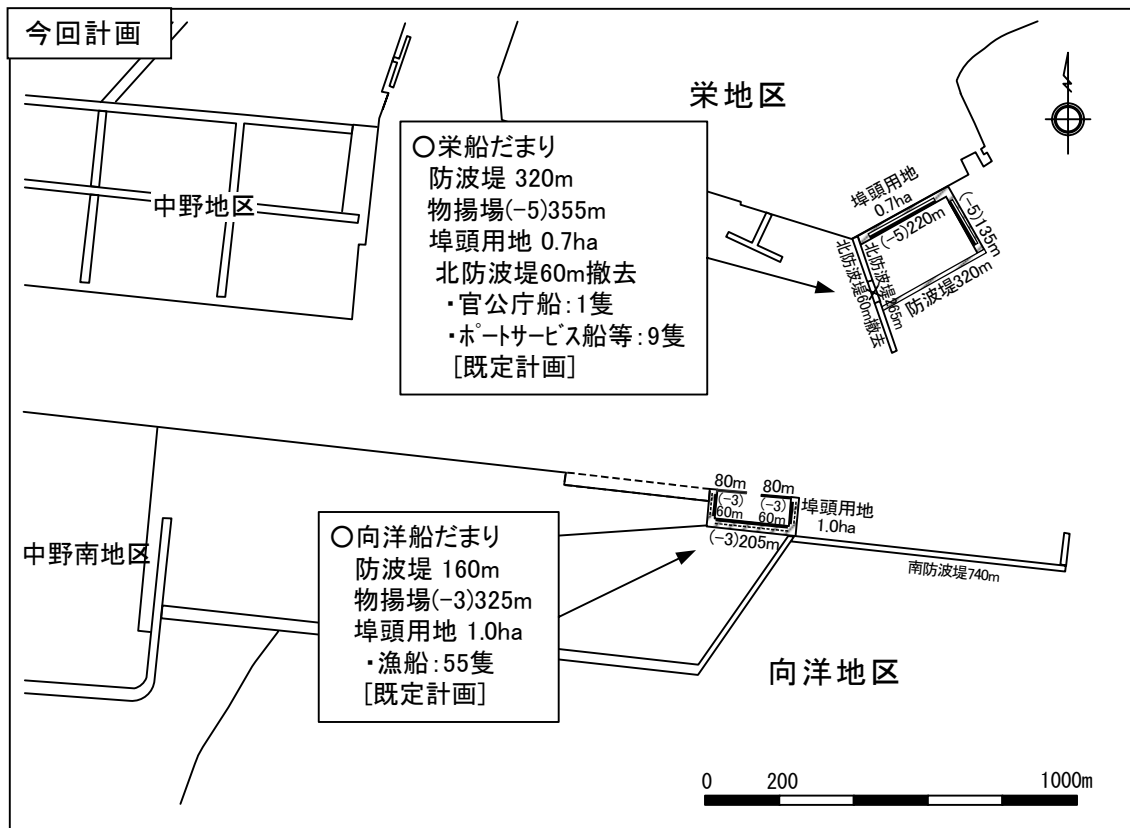 今回計画
栄地区
○栄船だまり
防波堤 320m
物揚場(-5)355m
埠頭用地 0.7ha
北防波堤60m撤去
・官公庁船:1隻
・ポートサービス船等:9隻
[既定計画]
中野地区
埠頭用地
0.7ha
(-5)220m
(-5)135m
防波堤320m
北防波堤60m撤去
80m
80m
(-3)
60m
(-3)
60m
埠頭用地
1.0ha
(-3)205m
南防波堤740m
中野南地区
○向洋船だまり
防波堤 160m
物揚場(-3)325m
埠頭用地 1.0ha
・漁船:55隻
[既定計画]
向洋地区
0 200 1000m